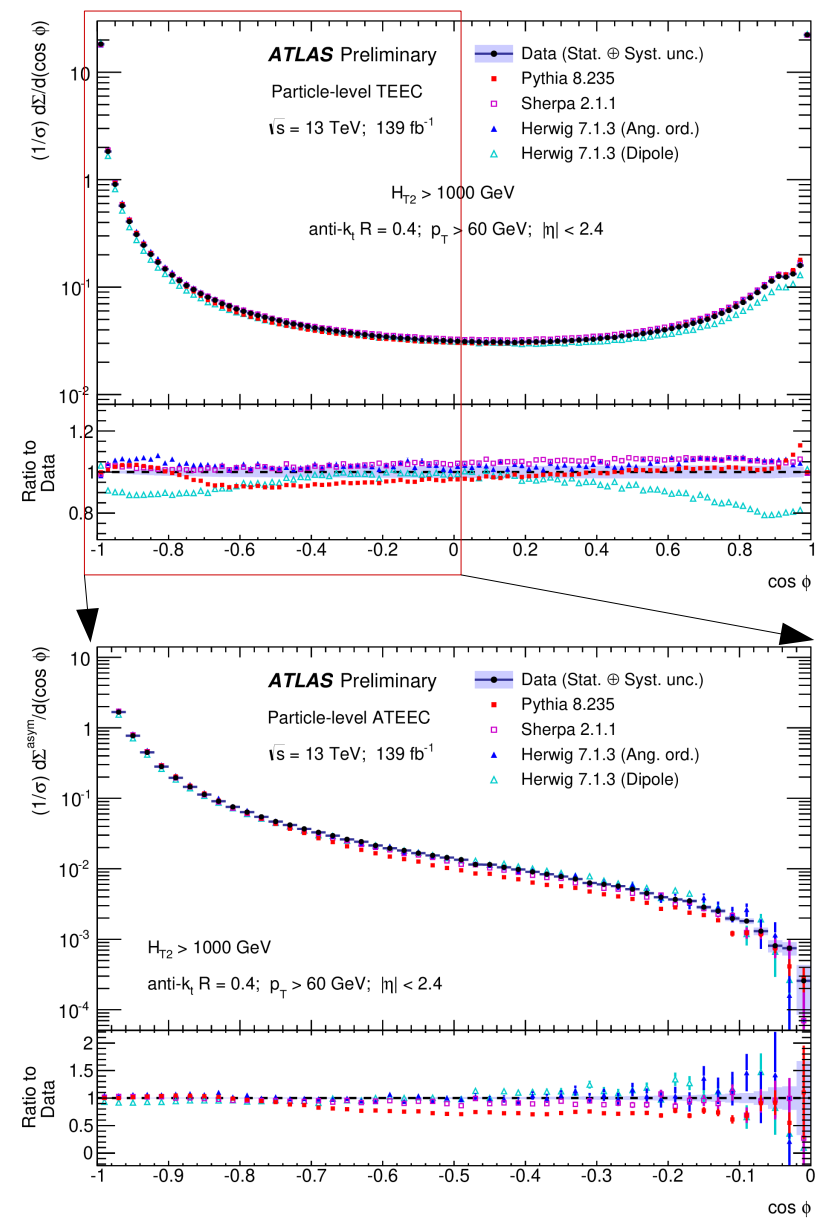 (1/σ) dΣ/d(cos ϕ)
10
1
10⁻¹
10⁻²
ATLAS Preliminary
Particle-level TEEC
√s = 13 TeV; 139 fb⁻¹
Data (Stat. ⊕ Syst. unc.)
Pythia 8.235
Sherpa 2.1.1
Herwig 7.1.3 (Ang. ord.)
Herwig 7.1.3 (Dipole)
H_T2 > 1000 GeV
anti-k_t R = 0.4; p_T > 60 GeV; |η| < 2.4
Ratio to
Data
1.2
1
0.8
-1 -0.8 -0.6 -0.4 -0.2 0 0.2 0.4 0.6 0.8 1
cos ϕ
(1/σ) dΣ^asym/d(cos ϕ)
10
1
10⁻¹
10⁻²
10⁻³
10⁻⁴
ATLAS Preliminary
Particle-level ATEEC
√s = 13 TeV; 139 fb⁻¹
Data (Stat. ⊕ Syst. unc.)
Pythia 8.235
Sherpa 2.1.1
Herwig 7.1.3 (Ang. ord.)
Herwig 7.1.3 (Dipole)
H_T2 > 1000 GeV
anti-k_t R = 0.4; p_T > 60 GeV; |η| < 2.4
Ratio to
Data
2
1.5
1
0.5
0
-1 -0.9 -0.8 -0.7 -0.6 -0.5 -0.4 -0.3 -0.2 -0.1 0
cos ϕ